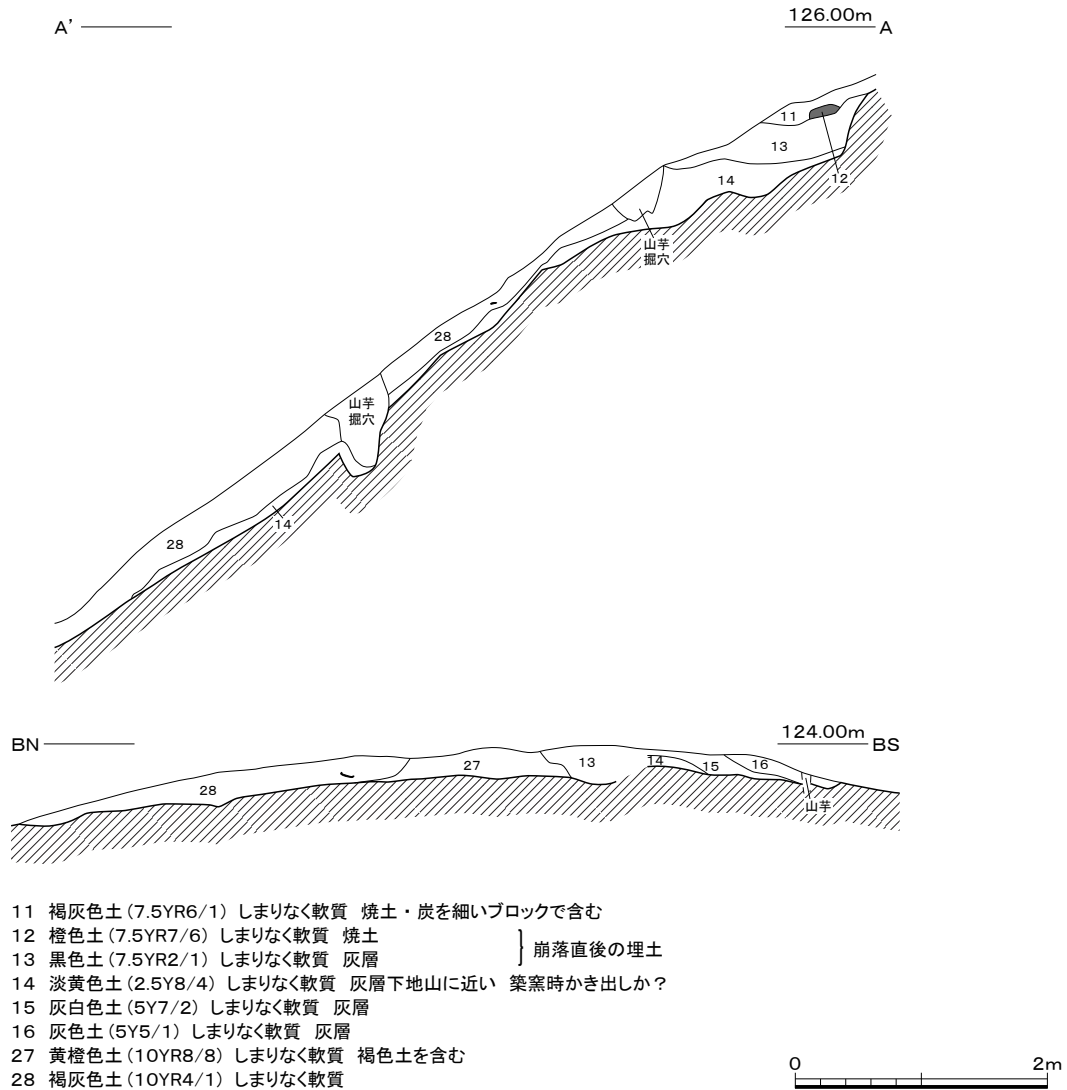 A’
126.00m
A
11
13
12
14
山芋
掘穴
28
山芋
掘穴
14
28
BN
124.00m
BS
28
27
13
14
15
16
山芋
11 褐灰色土(7.5YR6/1) しまりなく軟質 焼土・炭を細いブロックで含む
12 橙色土(7.5YR7/6) しまりなく軟質 焼土
崩落直後の埋土
13 黒色土(7.5YR2/1) しまりなく軟質 灰層
14 淡黄色土(2.5Y8/4) しまりなく軟質 灰層下地山に近い 築窯時かき出しか?
15 灰白色土(5Y7/2) しまりなく軟質 灰層
16 灰色土(5Y5/1) しまりなく軟質 灰層
27 黄橙色土(10YR8/8) しまりなく軟質 褐色土を含む
28 褐灰色土(10YR4/1) しまりなく軟質
0 2m